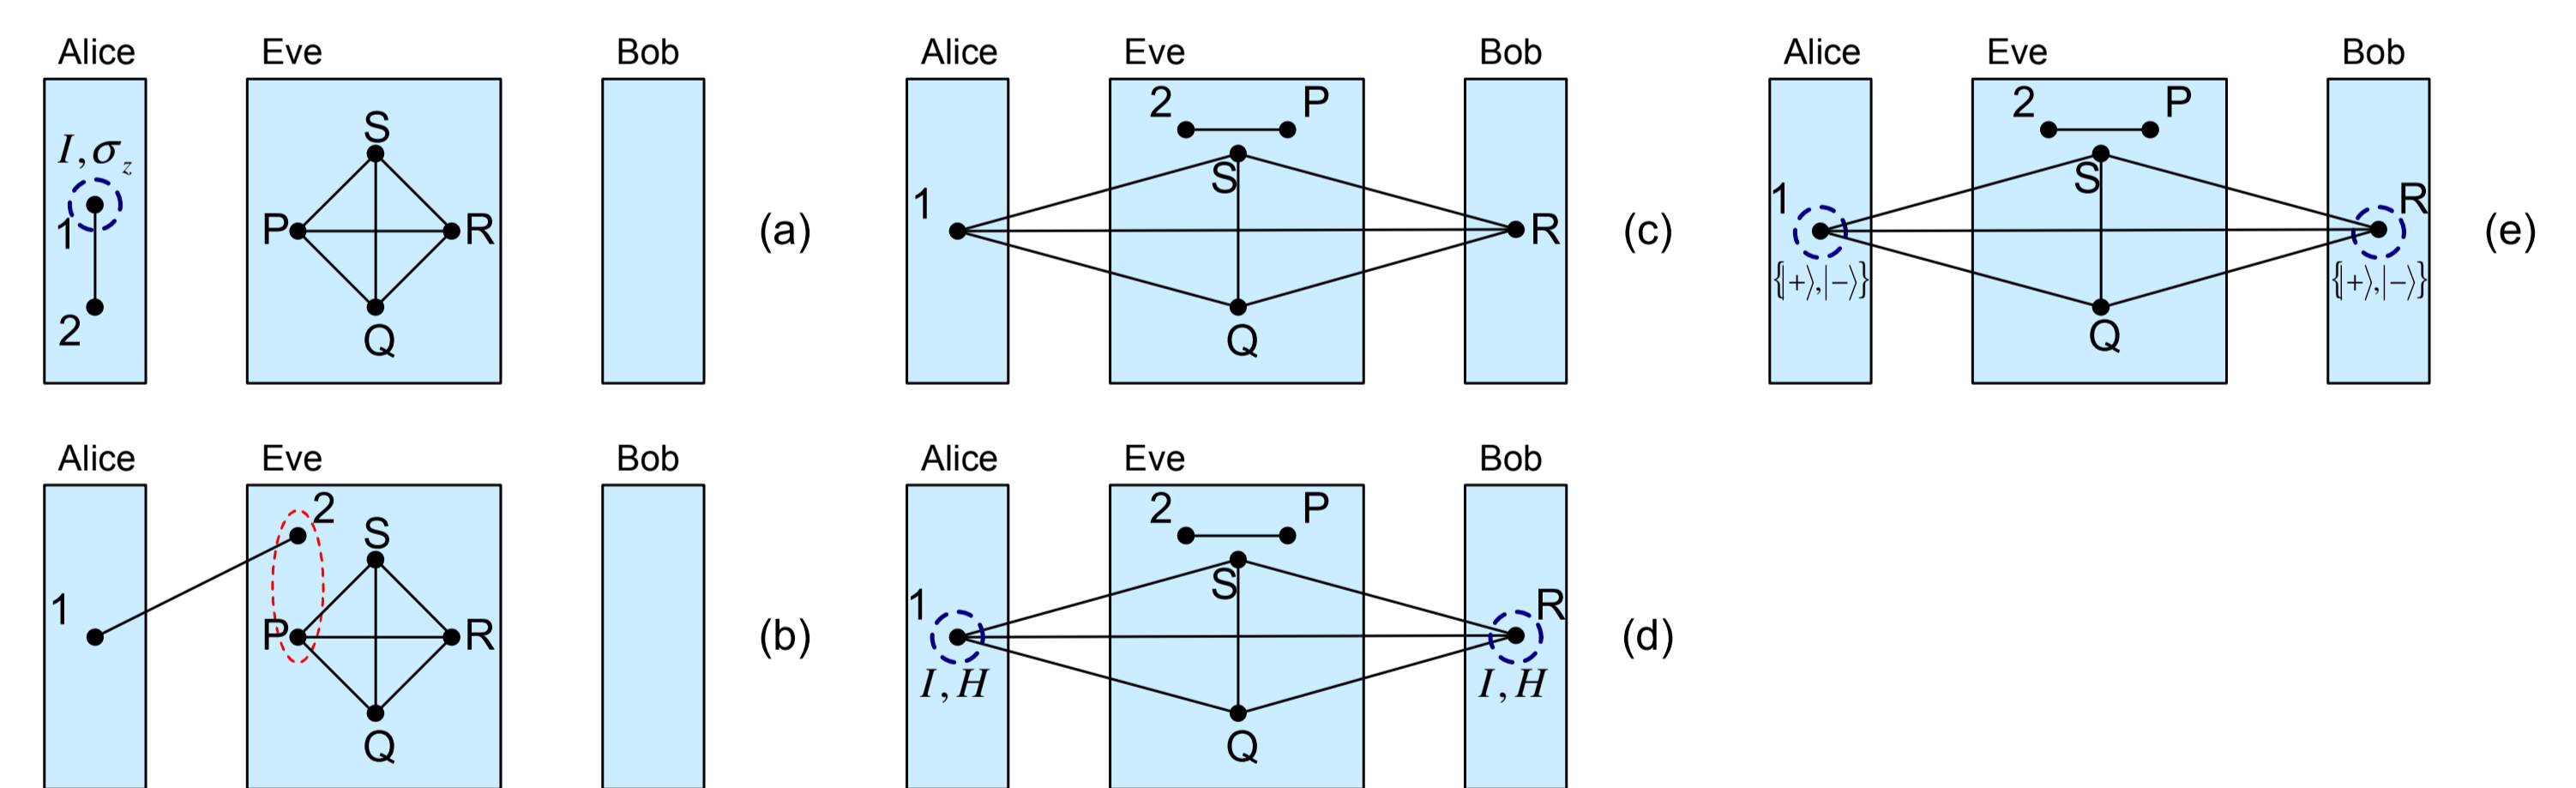 Alice Eve Bob
I, σz
1
2
S
P
R
Q
(a)
Alice Eve Bob
2 P
S
1
R
Q
(c)
Alice Eve Bob
2 P
S
1
R
{|+⟩,|−⟩}
{|+⟩,|−⟩}
Q
(e)
Alice Eve Bob
2
S
1
P
R
Q
(b)
Alice Eve Bob
2 P
S
1
R
I, H
I, H
Q
(d)